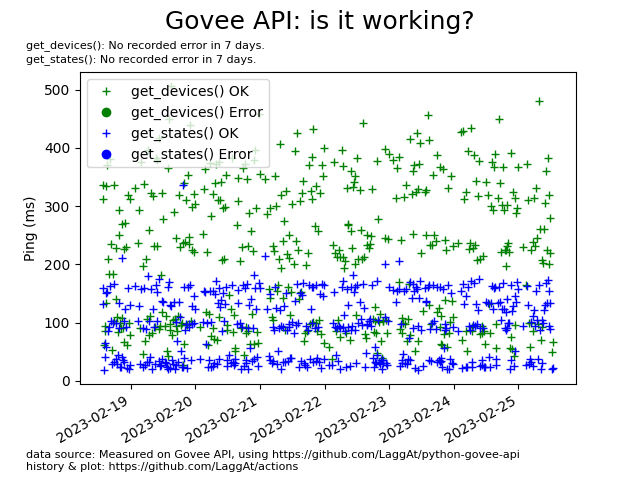 Govee API: is it working?
get_devices(): No recorded error in 7 days.
get_states(): No recorded error in 7 days.
get_devices() OK
get_devices() Error
get_states() OK
get_states() Error
500
400
300
200
100
0
Ping (ms)
2023-02-19
2023-02-20
2023-02-21
2023-02-22
2023-02-23
2023-02-24
2023-02-25
data source: Measured on Govee API, using https://github.com/LaggAt/python-govee-api
history & plot: https://github.com/LaggAt/actions